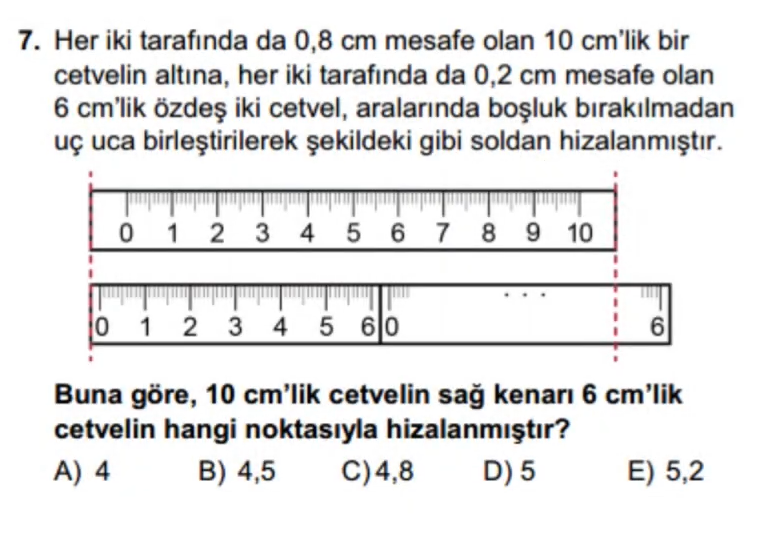 7. Her iki tarafında da 0,8 cm mesafe olan 10 cm'lik bir
cetvelin altına, her iki tarafında da 0,2 cm mesafe olan
6 cm'lik özdeş iki cetvel, aralarında boşluk bırakılmadan
uç uca birleştirilerek şekildeki gibi soldan hizalanmıştır.
0 1 2 3 4 5 6 7 8 9 10
0 1 2 3 4 5 6 0 . . . 6
Buna göre, 10 cm'lik cetvelin sağ kenarı 6 cm'lik
cetvelin hangi noktasıyla hizalanmıştır?
A) 4 B) 4,5 C) 4,8 D) 5 E) 5,2